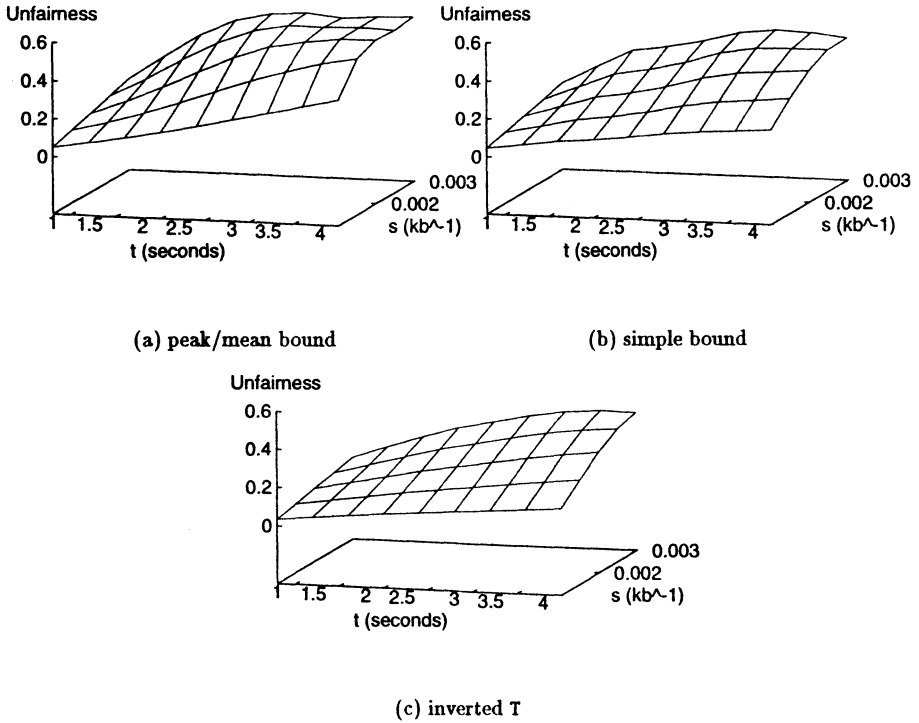 Unfairness
0.6
0.4
0.2
0
1 1.5 2 2.5 3 3.5 4
t (seconds)
0.003
0.002
s (kb^-1)
(a) peak/mean bound
Unfairness
0.6
0.4
0.2
0
1 1.5 2 2.5 3 3.5 4
t (seconds)
0.003
0.002
s (kb^-1)
(b) simple bound
Unfairness
0.6
0.4
0.2
0
1 1.5 2 2.5 3 3.5 4
t (seconds)
0.003
0.002
s (kb^-1)
(c) inverted T